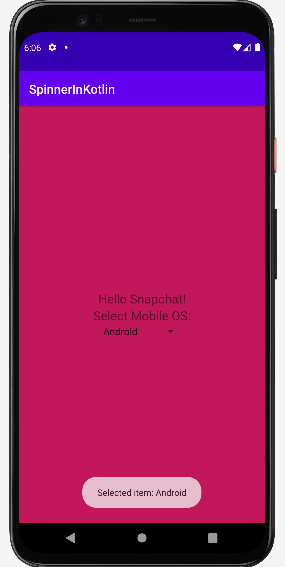 6:06
SpinnerInKotlin
Hello Snapchat!
Select Mobile OS:
Android
Selected item: Android